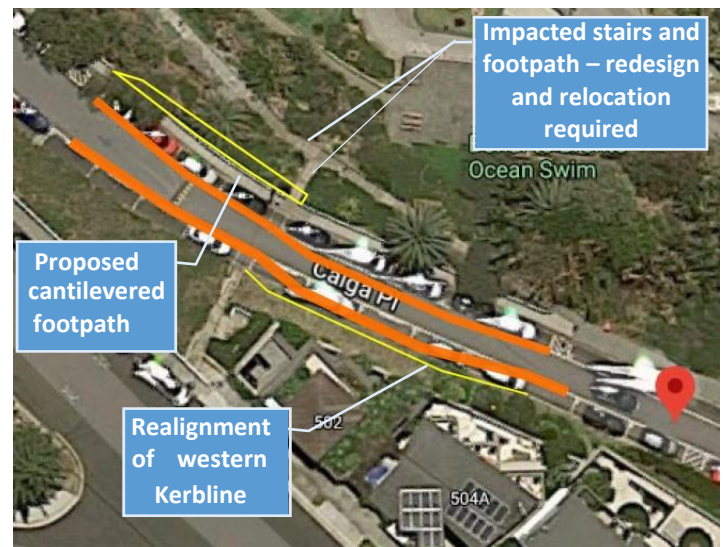 Impacted stairs and
footpath – redesign
and relocation
required
Ocean Swim
Proposed
cantilevered
footpath
Calga Pl
Realignment
of western
Kerbline
502
504A